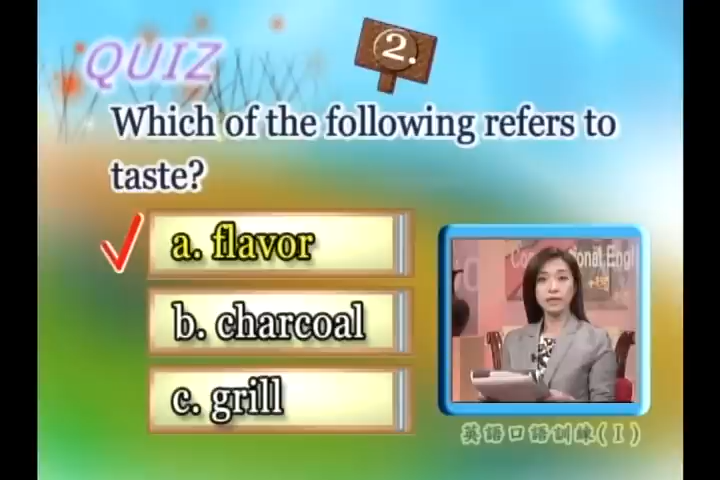 QUIZ
2.
Which of the following refers to
taste?
a. flavor
b. charcoal
c. grill
英語口語訓練(I)